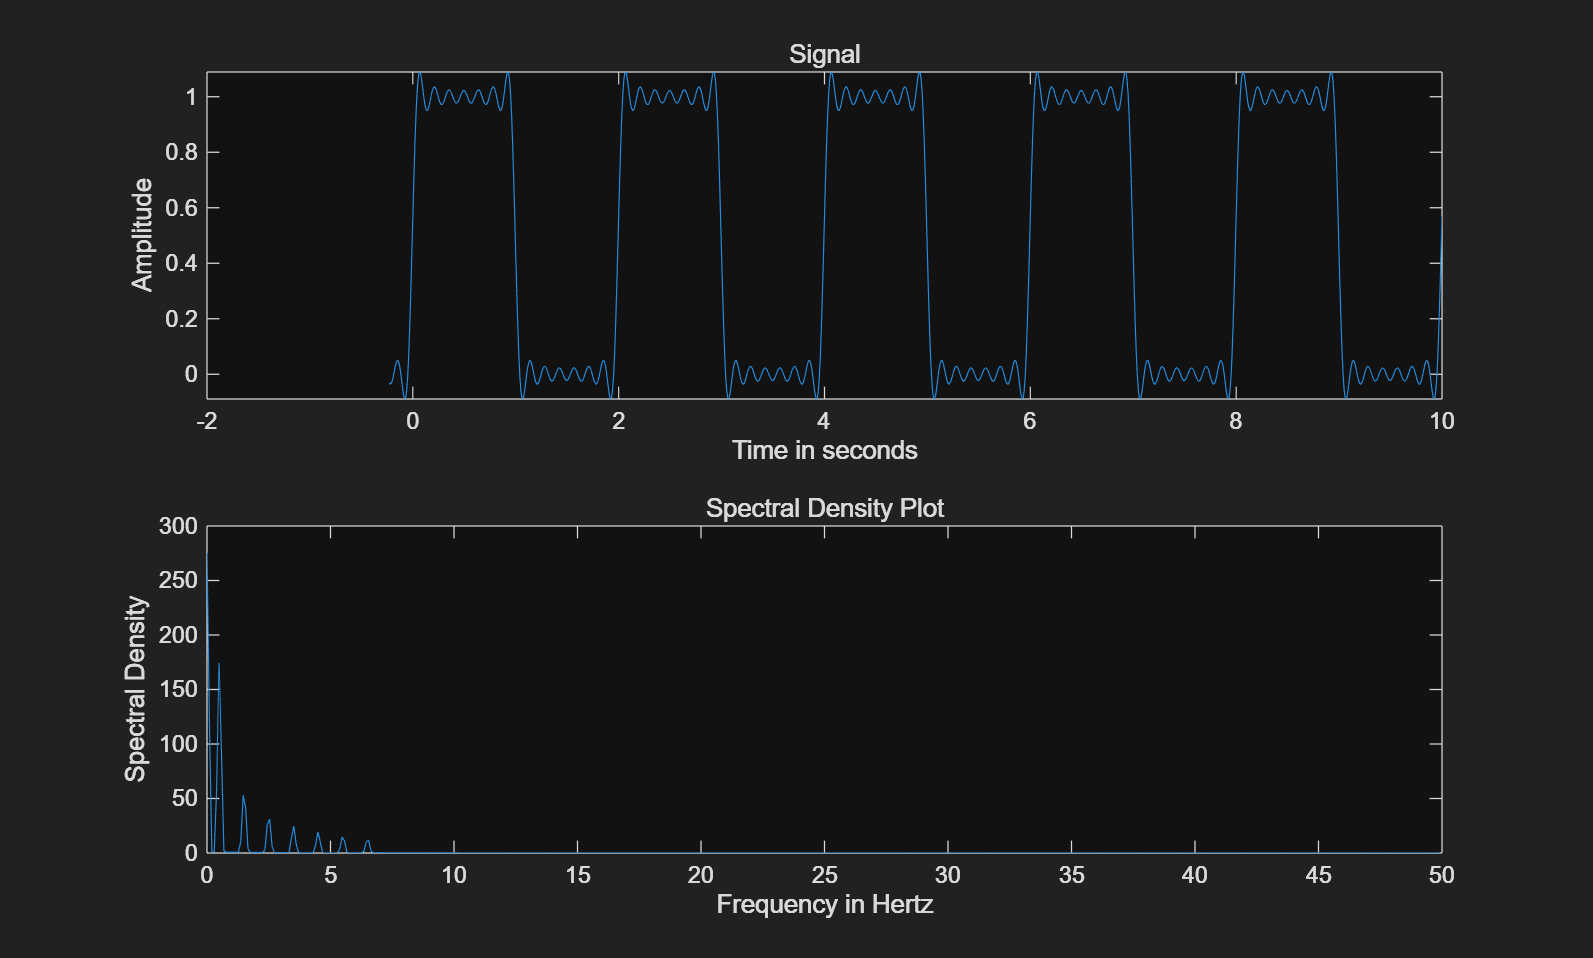 Signal
1
0.8
0.6
0.4
0.2
0
Amplitude
-2 0 2 4 6 8 10
Time in seconds
Spectral Density Plot
300
250
200
150
100
50
0
Spectral Density
0 5 10 15 20 25 30 35 40 45 50
Frequency in Hertz